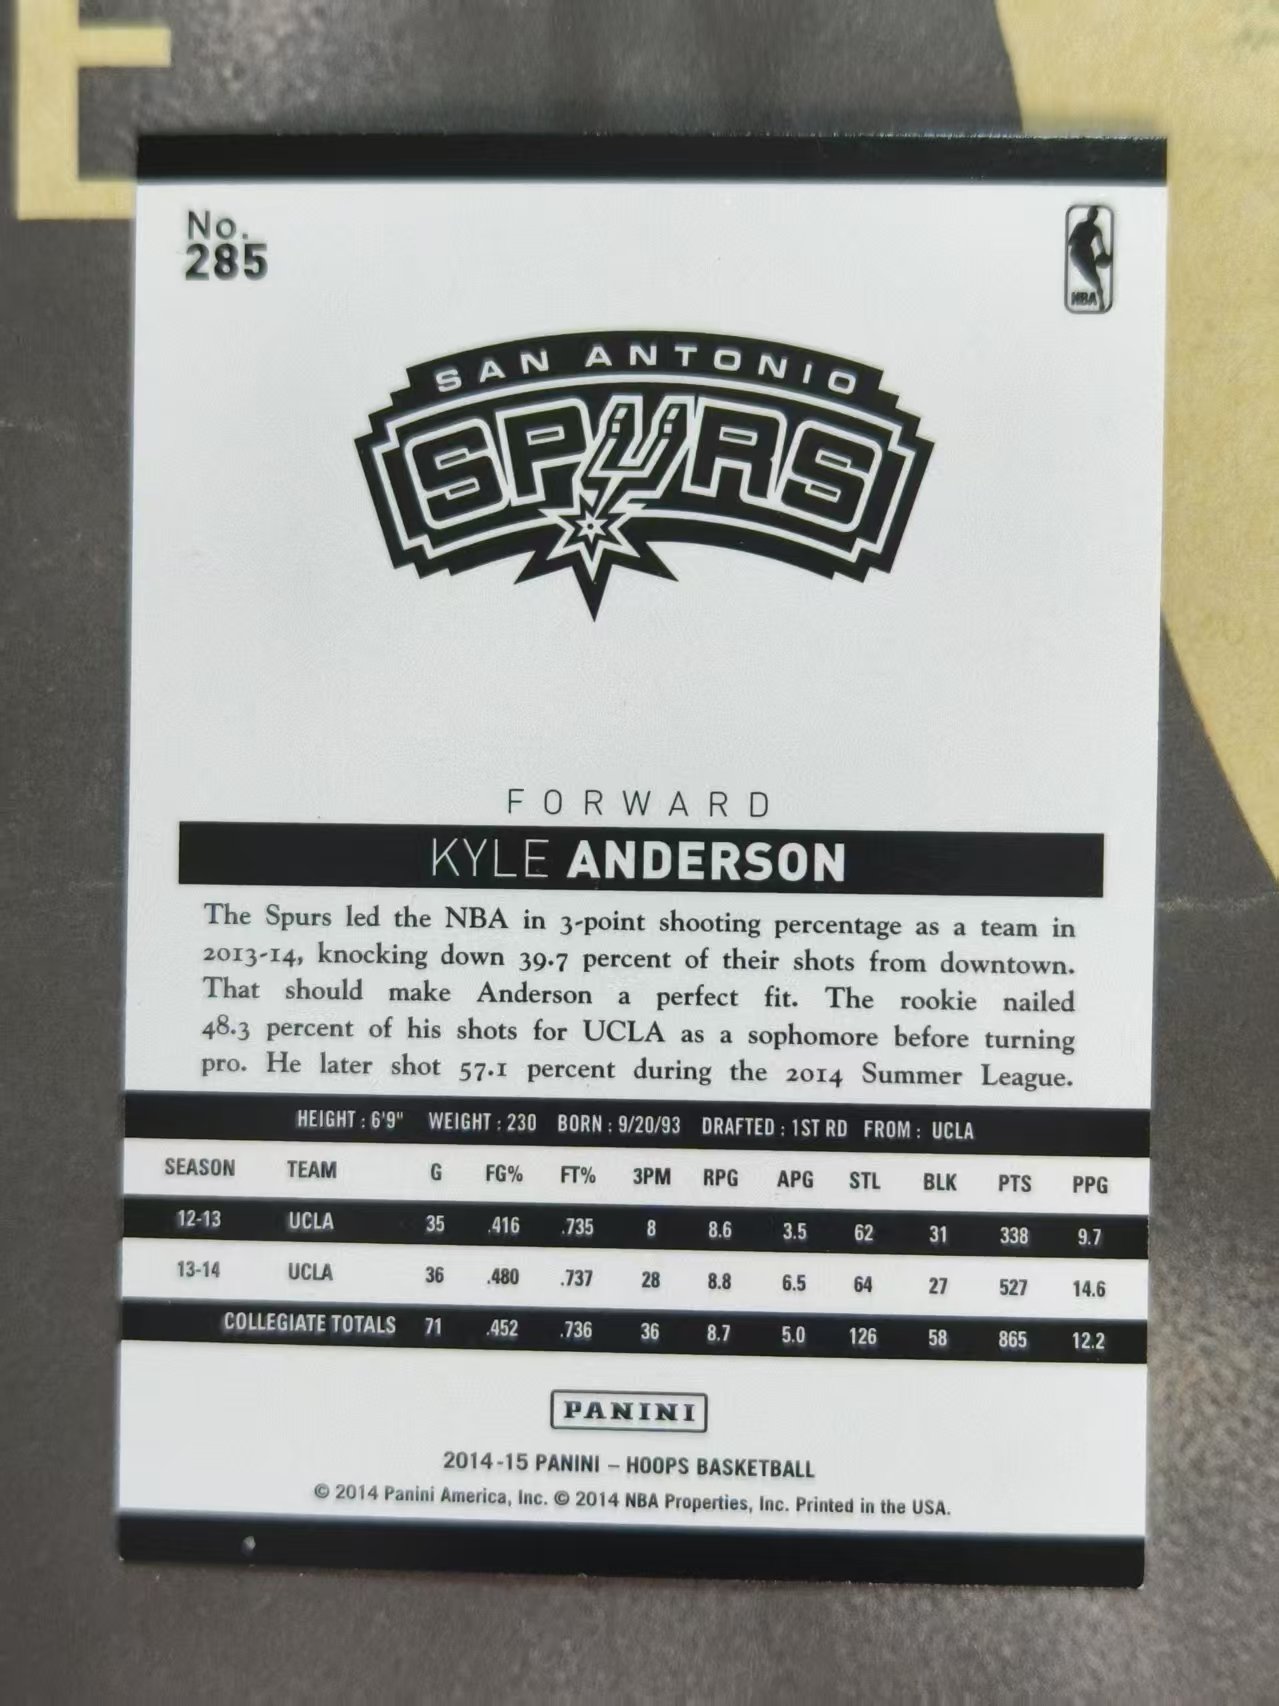 No.
285
NBA
SAN ANTONIO
SPURS
FORWARD
KYLE ANDERSON
The Spurs led the NBA in 3-point shooting percentage as a team in
2013-14, knocking down 39.7 percent of their shots from downtown.
That should make Anderson a perfect fit. The rookie nailed
48.3 percent of his shots for UCLA as a sophomore before turning
pro. He later shot 57.1 percent during the 2014 Summer League.
HEIGHT : 6'9" WEIGHT : 230 BORN : 9/20/93 DRAFTED : 1ST RD FROM : UCLA
SEASON TEAM G FG% FT% 3PM RPG APG STL BLK PTS PPG
12-13 UCLA 35 .416 .735 8 8.6 3.5 62 31 338 9.7
13-14 UCLA 36 .480 .737 28 8.8 6.5 64 27 527 14.6
COLLEGIATE TOTALS 71 .452 .736 36 8.7 5.0 126 58 865 12.2
PANINI
2014-15 PANINI – HOOPS BASKETBALL
© 2014 Panini America, Inc. © 2014 NBA Properties, Inc. Printed in the USA.